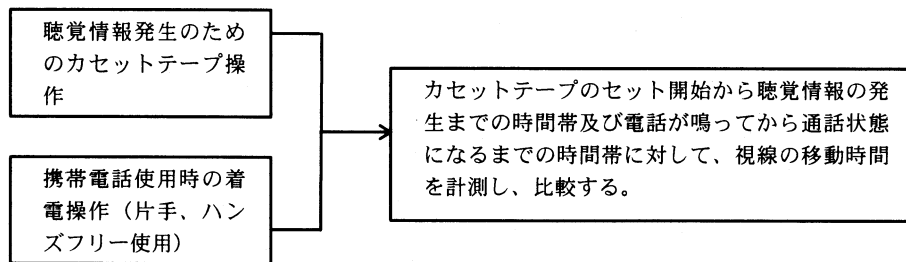 聴覚情報発生のため
のカセットテープ操
作
携帯電話使用時の着
電操作（片手、ハン
ズフリー使用）
カセットテープのセット開始から聴覚情報の発
生までの時間帯及び電話が鳴ってから通話状態
になるまでの時間帯に対して、視線の移動時間
を計測し、比較する。